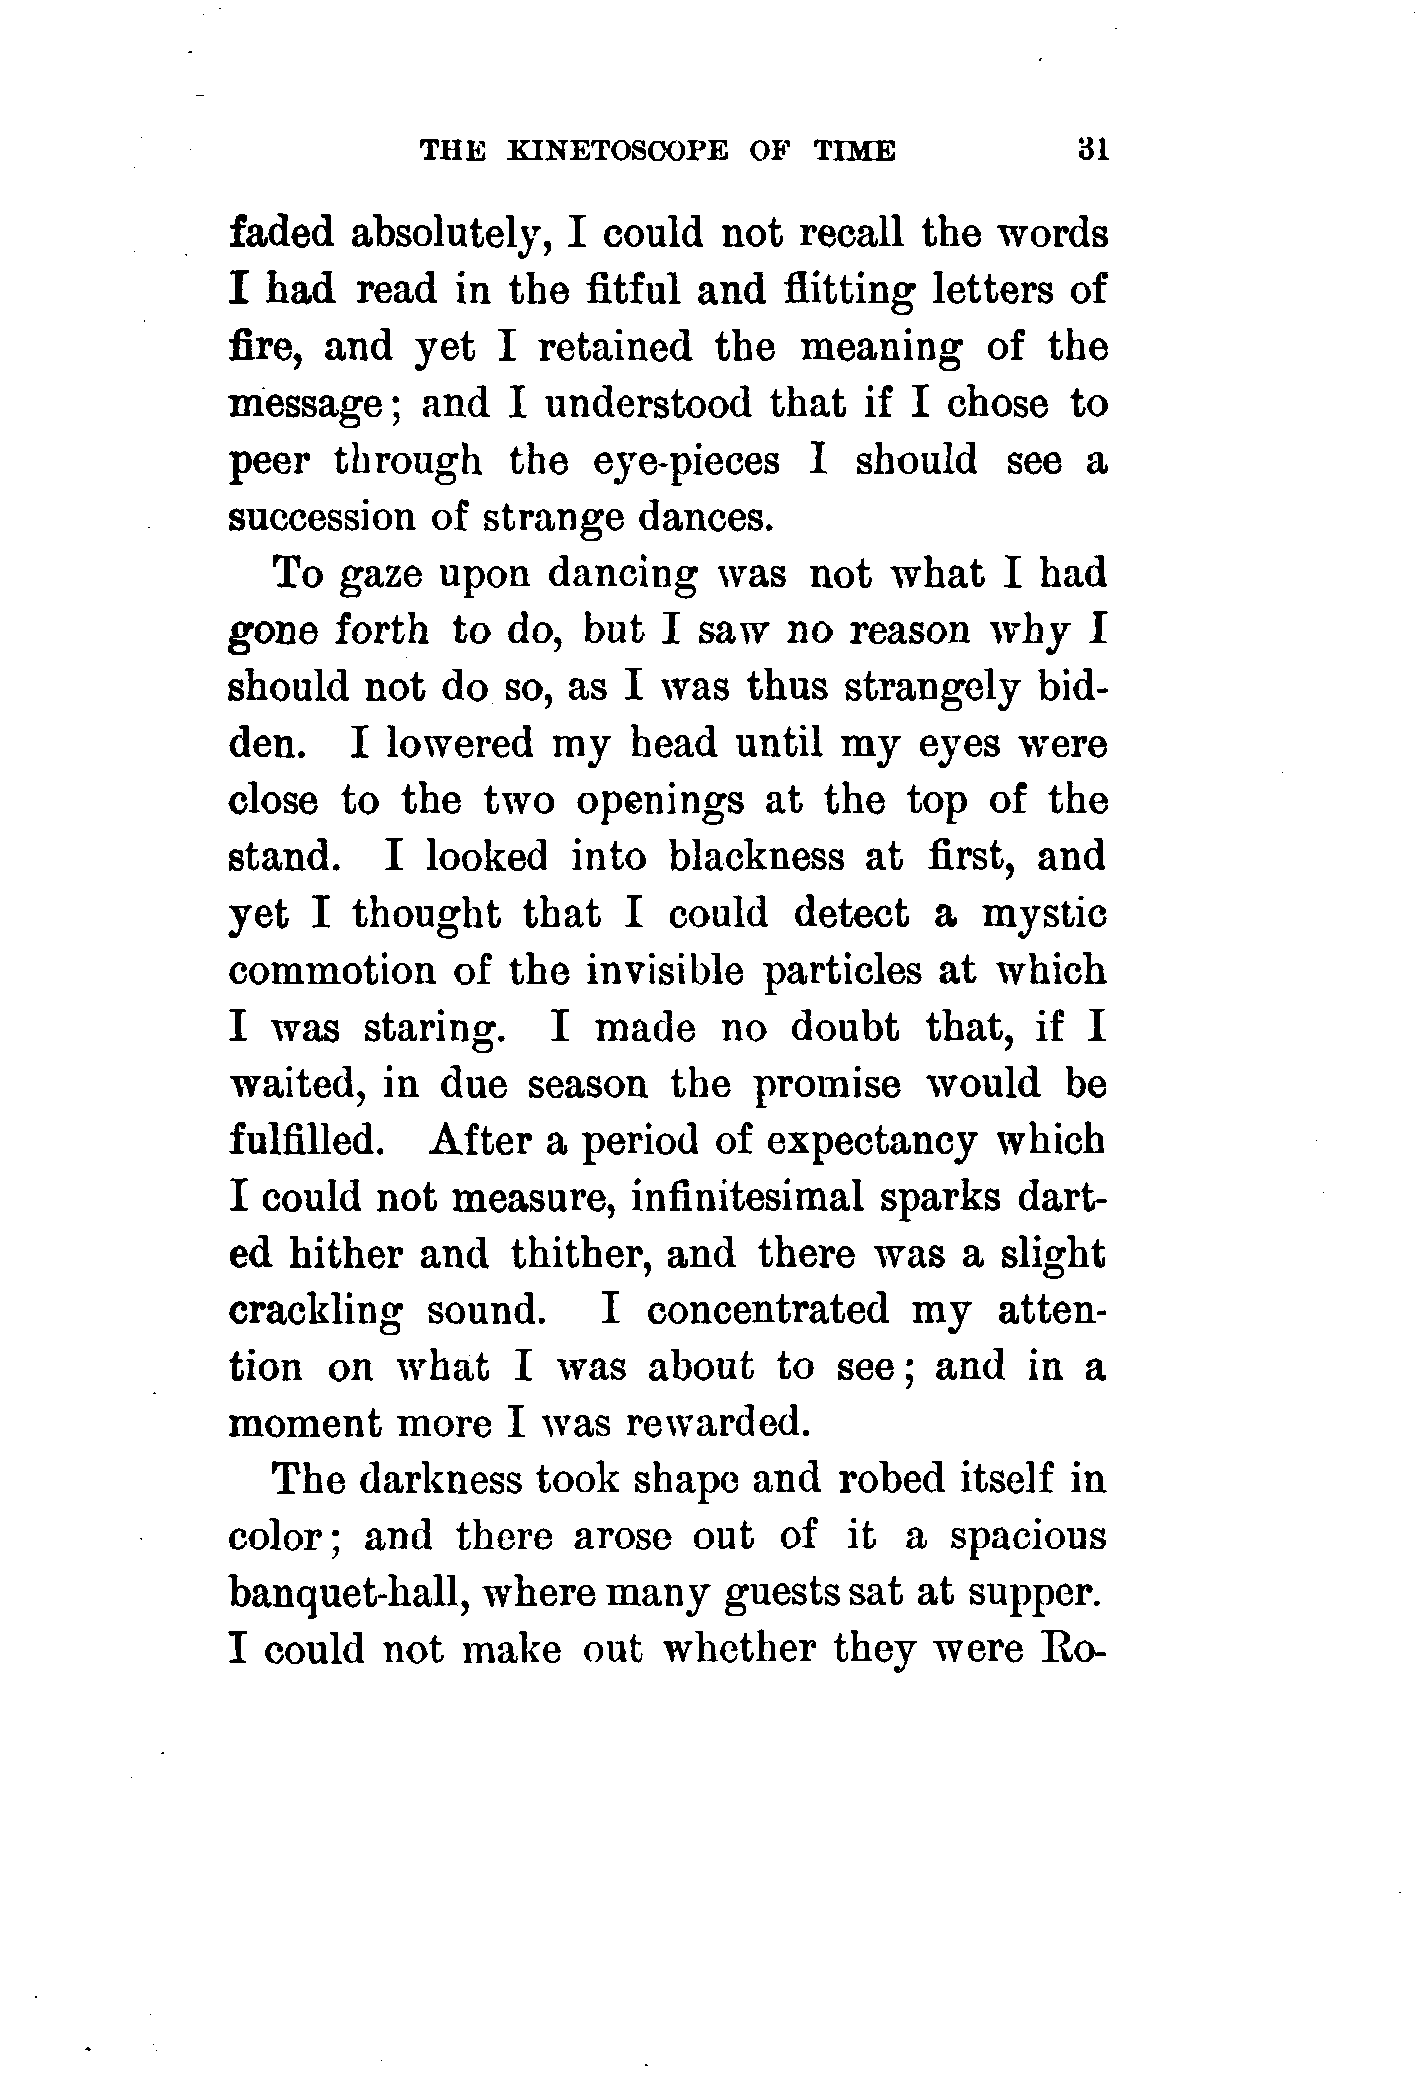 THE KINETOSCOPE OF TIME 31
faded absolutely, I could not recall the words
I had read in the fitful and flitting letters of
fire, and yet I retained the meaning of the
message; and I understood that if I chose to
peer through the eye-pieces I should see a
succession of strange dances.
To gaze upon dancing was not what I had
gone forth to do, but I saw no reason why I
should not do so, as I was thus strangely bid-
den. I lowered my head until my eyes were
close to the two openings at the top of the
stand. I looked into blackness at first, and
yet I thought that I could detect a mystic
commotion of the invisible particles at which
I was staring. I made no doubt that, if I
waited, in due season the promise would be
fulfilled. After a period of expectancy which
I could not measure, infinitesimal sparks dart-
ed hither and thither, and there was a slight
crackling sound. I concentrated my atten-
tion on what I was about to see; and in a
moment more I was rewarded.
The darkness took shape and robed itself in
color; and there arose out of it a spacious
banquet-hall, where many guests sat at supper.
I could not make out whether they were Ro-